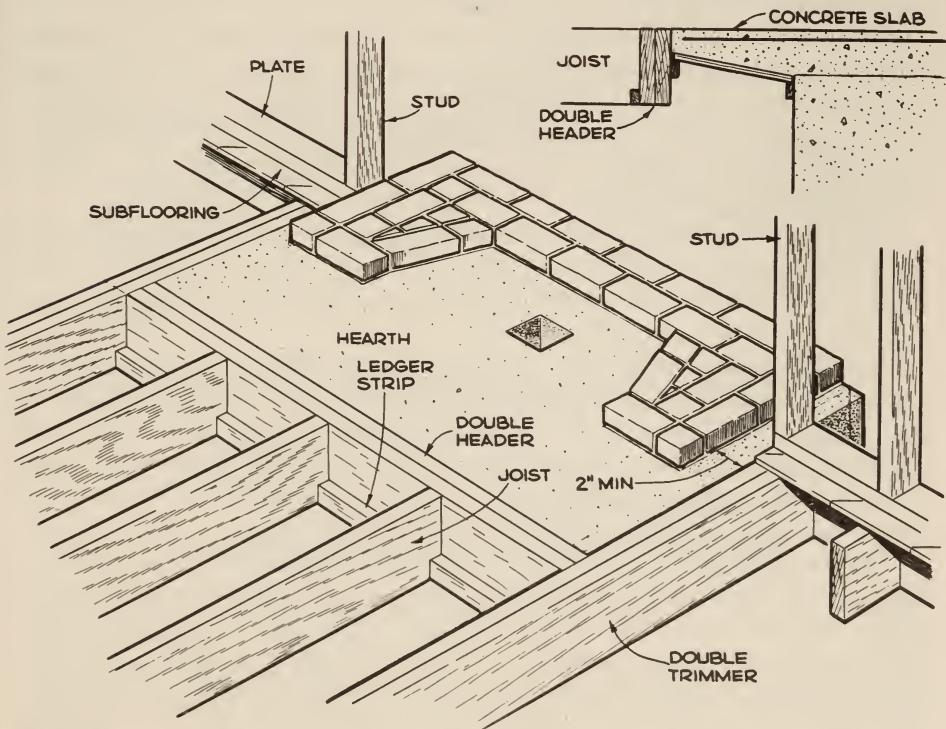 CONCRETE SLAB
JOIST
DOUBLE
HEADER
PLATE
STUD
SUBFLOORING
STUD
HEARTH
LEDGER
STRIP
DOUBLE
HEADER
JOIST
2" MIN
DOUBLE
TRIMMER